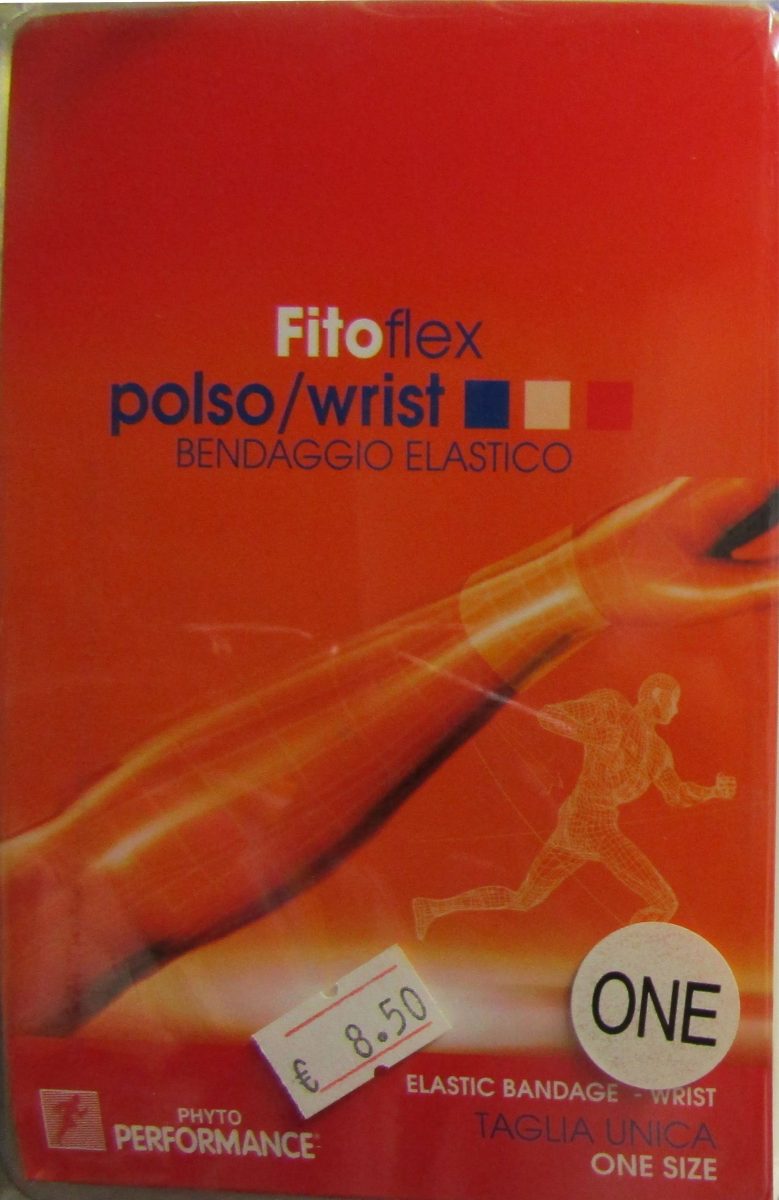 Fitoflex
polso/wrist
BENDAGGIO ELASTICO
€ 8.50
ONE
ELASTIC BANDAGE - WRIST
TAGLIA UNICA
ONE SIZE
PHYTO
PERFORMANCE